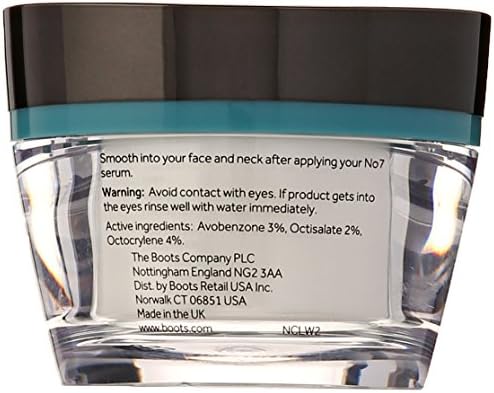 Smooth into your face and neck after applying your No7
serum.
Warning: Avoid contact with eyes. If product gets into
the eyes rinse well with water immediately.
Active ingredients: Avobenzone 3%, Octisalate 2%,
Octocrylene 4%.
The Boots Company PLC
Nottingham England NG2 3AA
Dist. by Boots Retail USA Inc.
Norwalk CT 06851 USA
Made in the UK
www.boots.com NCLW2